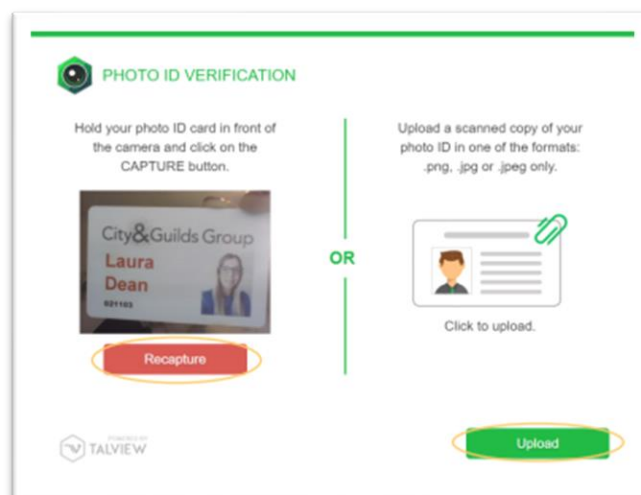 PHOTO ID VERIFICATION
Hold your photo ID card in front of
the camera and click on the
CAPTURE button.
City&Guilds Group
Laura
Dean
021103
Recapture
OR
Upload a scanned copy of your
photo ID in one of the formats:
.png, .jpg or .jpeg only.
Click to upload.
POWERED BY
TALVIEW
Upload